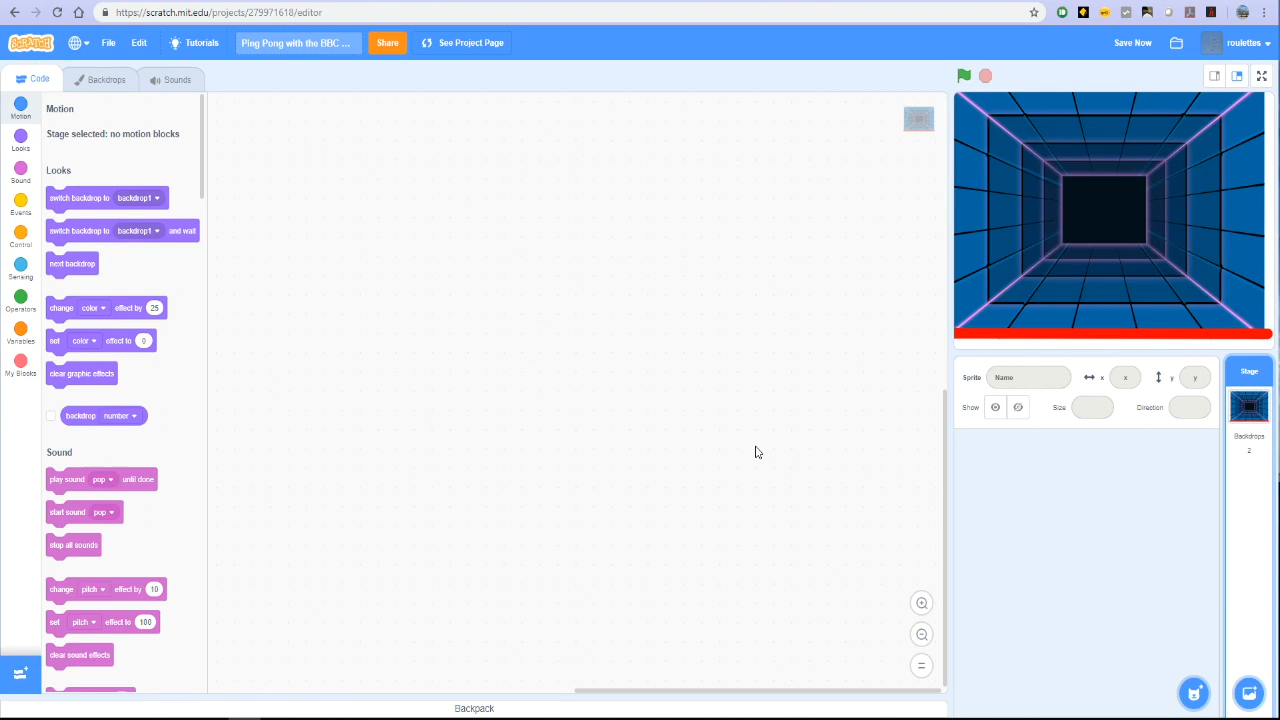 https://scratch.mit.edu/projects/279971618/editor
SCRATCH File Edit Tutorials Ping Pong with the BBC ... Share See Project Page Save Now roulettes
Code Backdrops Sounds
Motion
Looks
Sound
Events
Control
Sensing
Operators
Variables
My Blocks
Motion
Stage selected: no motion blocks
Looks
switch backdrop to backdrop1
switch backdrop to backdrop1 and wait
next backdrop
change color effect by 25
set color effect to 0
clear graphic effects
backdrop number
Sound
play sound pop until done
start sound pop
stop all sounds
change pitch effect by 10
set pitch effect to 100
clear sound effects
Sprite Name x x y y
Show Size Direction
Stage
Backdrops
2
Backpack